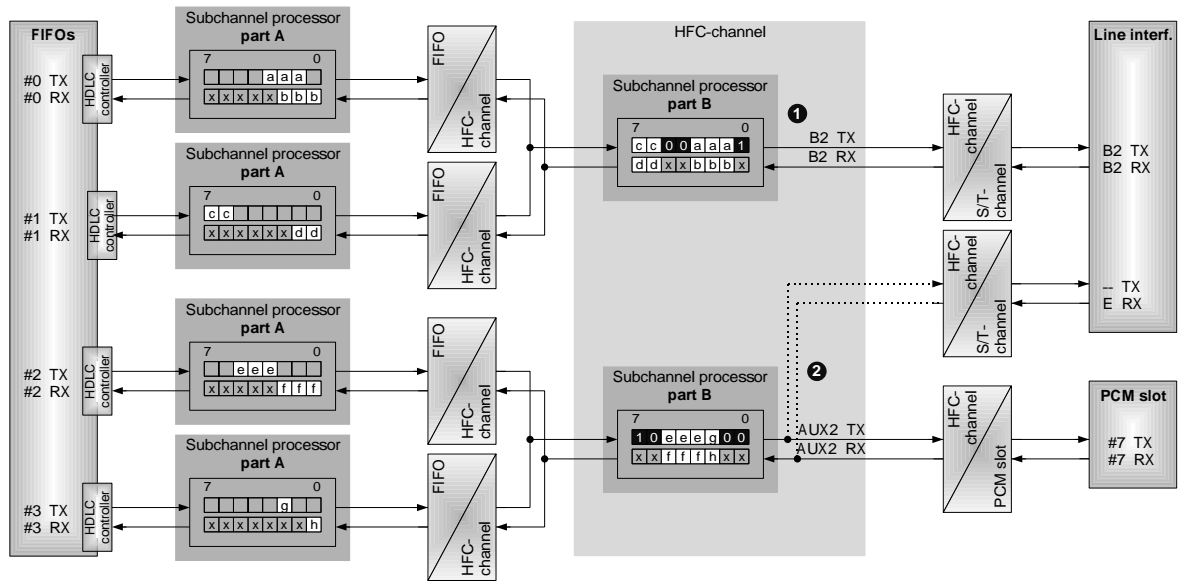 FIFOs
#0 TX
#0 RX
HDLC
controller
Subchannel processor
part A
7 0
a a a
x x x x x b b b
FIFO
HFC-
channel
#1 TX
#1 RX
HDLC
controller
Subchannel processor
part A
7 0
c c
x x x x x x d d
FIFO
HFC-
channel
#2 TX
#2 RX
HDLC
controller
Subchannel processor
part A
7 0
e e e
x x x x x f f f
FIFO
HFC-
channel
#3 TX
#3 RX
HDLC
controller
Subchannel processor
part A
7 0
g
x x x x x x x h
FIFO
HFC-
channel
HFC-channel
Subchannel processor
part B
7 0
c c 0 0 a a a 1
d d x x b b b x
1
B2 TX
B2 RX
HFC-
channel
S/T-
channel
Line interf.
B2 TX
B2 RX
HFC-
channel
S/T-
channel
-- TX
E RX
2
Subchannel processor
part B
7 0
1 0 e e e g 0 0
x x f f f h x x
AUX2 TX
AUX2 RX
HFC-
channel
PCM slot
PCM slot
#7 TX
#7 RX